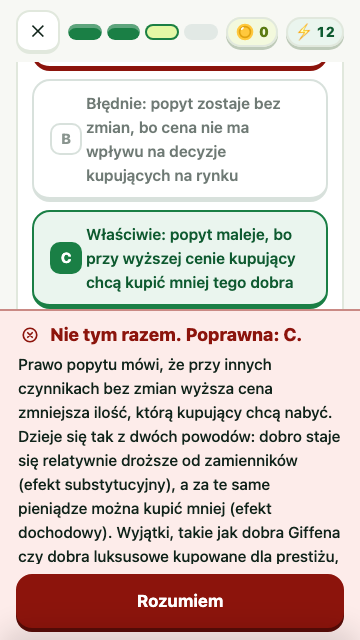 0
12
B
Błędnie: popyt zostaje bez
zmian, bo cena nie ma
wpływu na decyzje
kupujących na rynku
C
Właściwie: popyt maleje, bo
przy wyższej cenie kupujący
chcą kupić mniej tego dobra
Nie tym razem. Poprawna: C.
Prawo popytu mówi, że przy innych
czynnikach bez zmian wyższa cena
zmniejsza ilość, którą kupujący chcą nabyć.
Dzieje się tak z dwóch powodów: dobro staje
się relatywnie droższe od zamienników
(efekt substytucyjny), a za te same
pieniądze można kupić mniej (efekt
dochodowy). Wyjątki, takie jak dobra Giffena
czy dobra luksusowe kupowane dla prestiżu,
Rozumiem